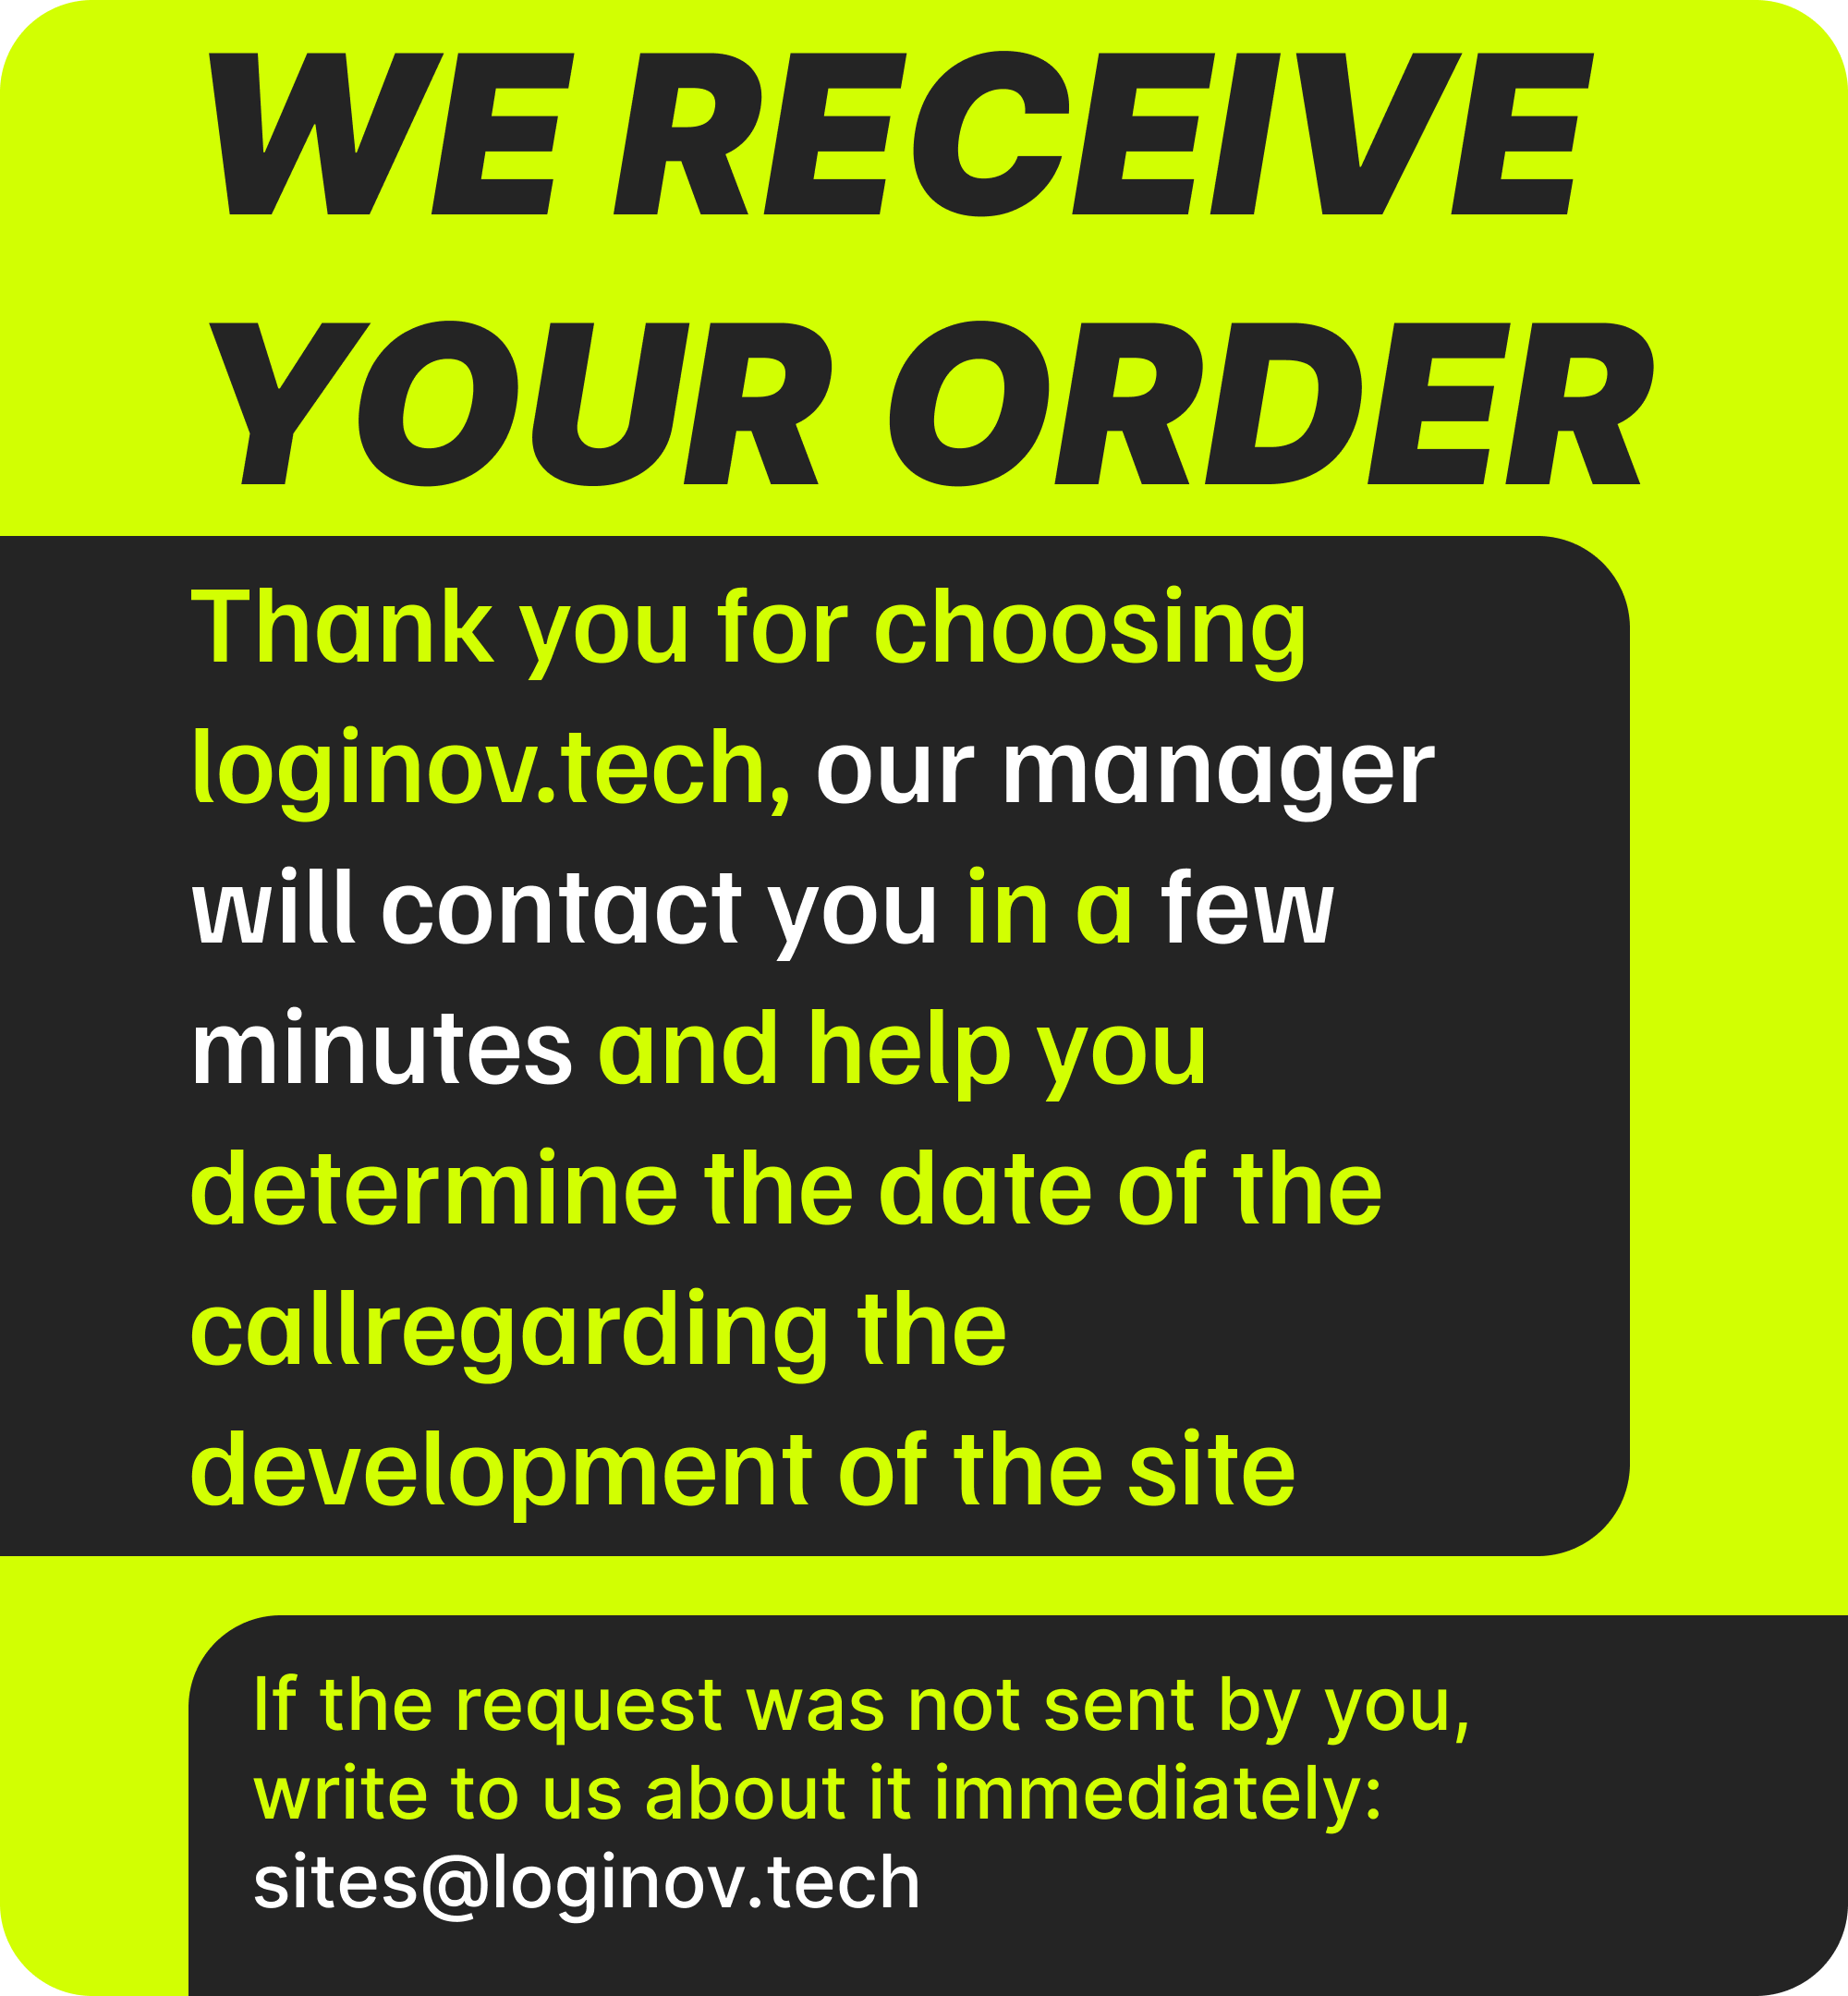 WE RECEIVE
YOUR ORDER
Thank you for choosing
loginov.tech, our manager
will contact you in a few
minutes and help you
determine the date of the
callregarding the
development of the site
If the request was not sent by you,
write to us about it immediately:
sites@loginov.tech